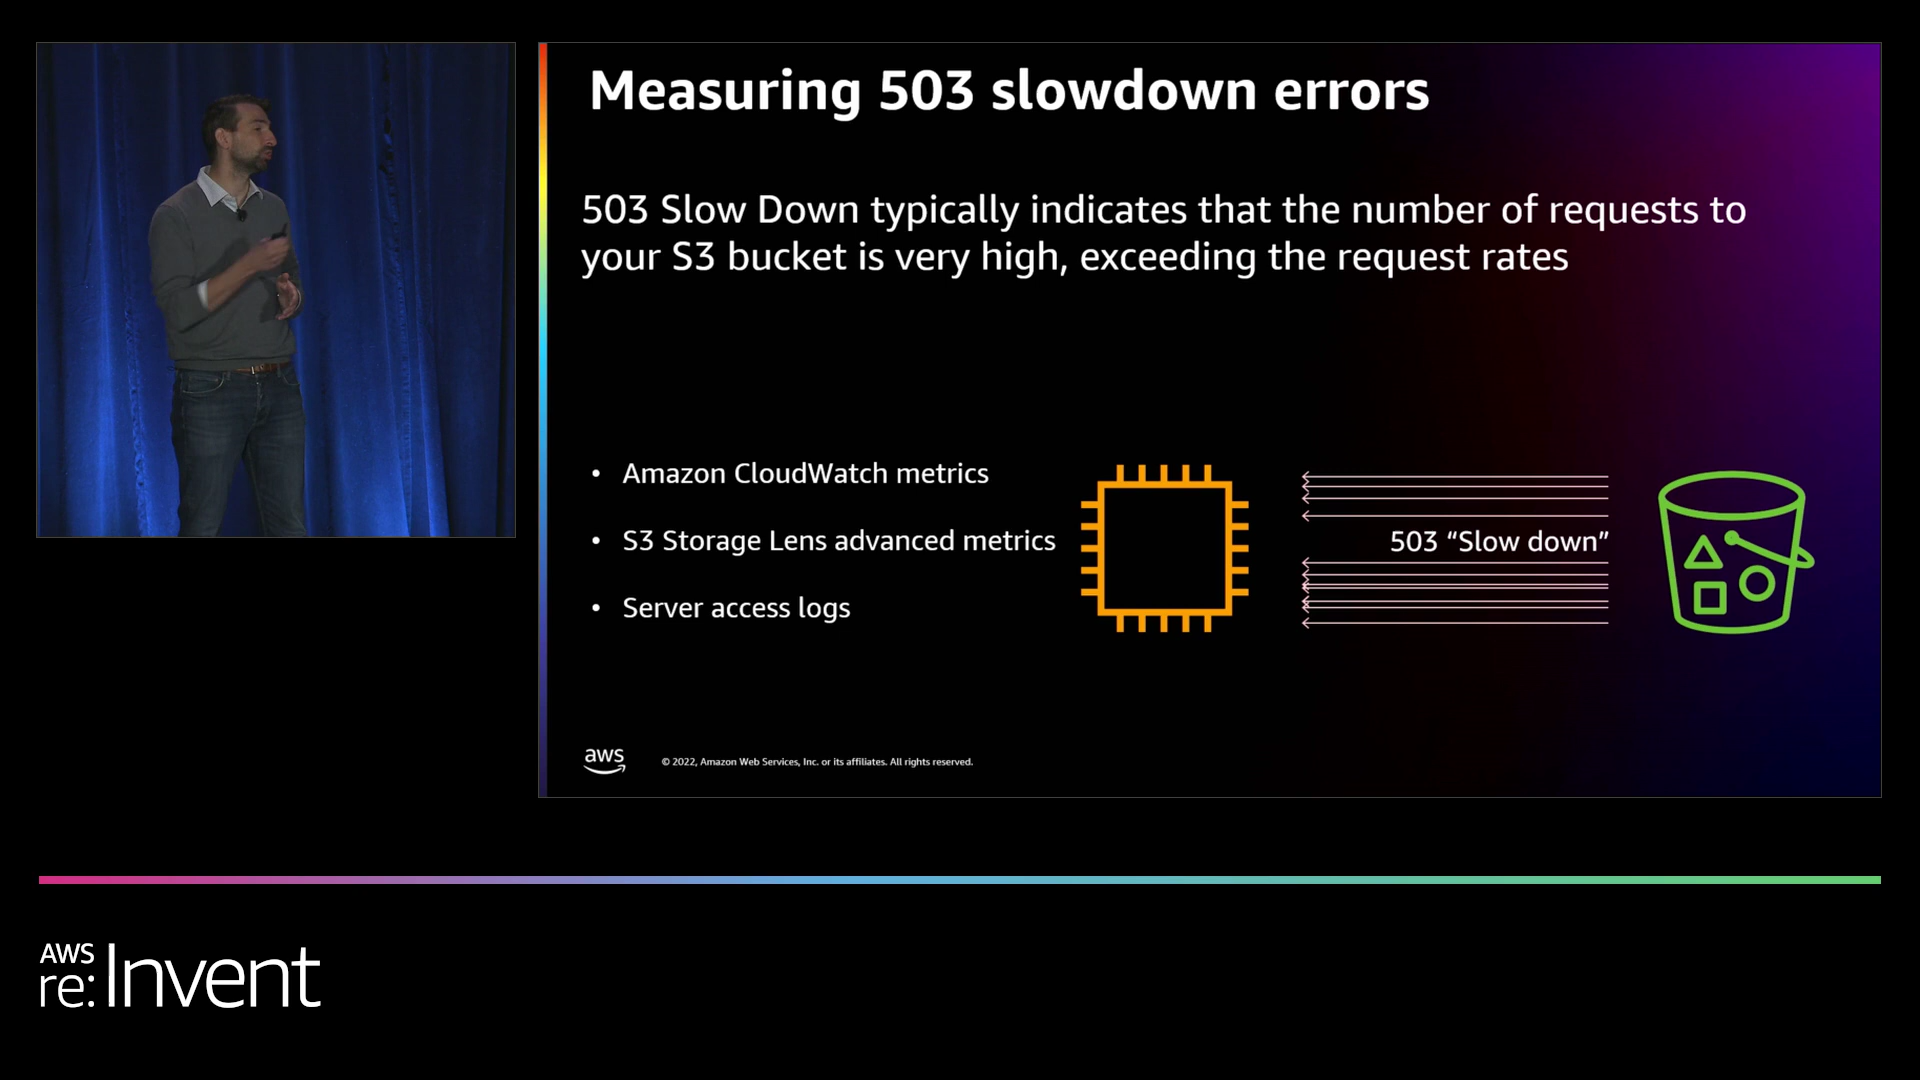 Measuring 503 slowdown errors
503 Slow Down typically indicates that the number of requests to
your S3 bucket is very high, exceeding the request rates
• Amazon CloudWatch metrics
• S3 Storage Lens advanced metrics
• Server access logs
503 “Slow down”
aws
© 2022, Amazon Web Services, Inc. or its affiliates. All rights reserved.
AWS
re:Invent